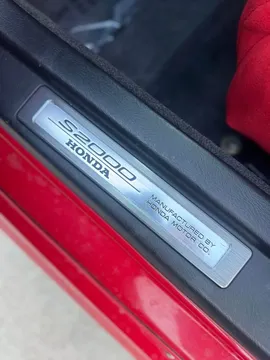 S2000
HONDA
MANUFACTURED BY
HONDA MOTOR CO.